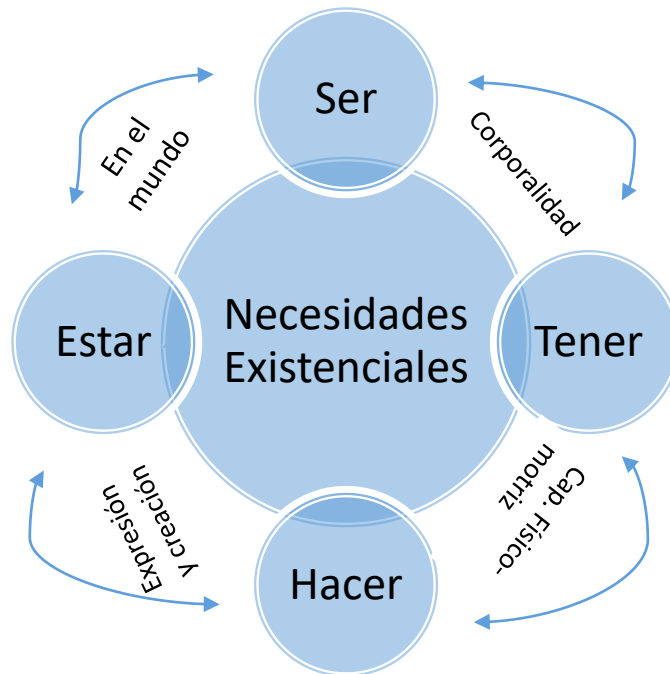 Ser
En el
mundo
Corporalidad
Necesidades
Existenciales
Estar
Tener
Expresión
y creación
Cap. Físico-
motriz
Hacer